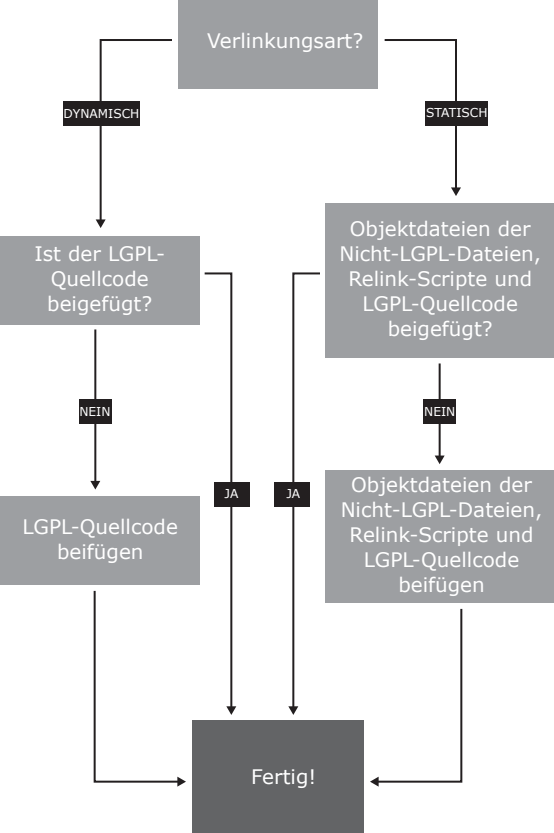 Verlinkungsart?
DYNAMISCH
STATISCH
Ist der LGPL-
Quellcode
beigefügt?
Objektdateien der
Nicht-LGPL-Dateien,
Relink-Scripte und
LGPL-Quellcode
beigefügt?
NEIN
NEIN
JA
JA
LGPL-Quellcode
beifügen
Objektdateien der
Nicht-LGPL-Dateien,
Relink-Scripte und
LGPL-Quellcode
beifügen
Fertig!